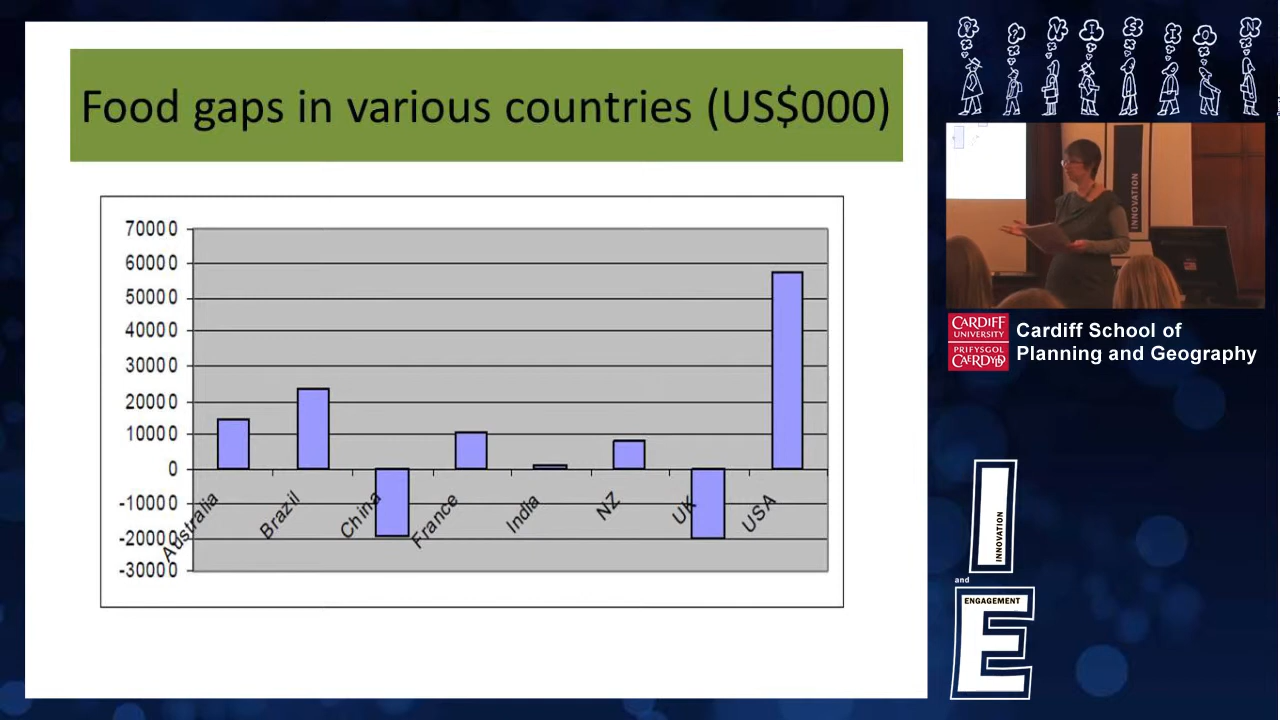 Food gaps in various countries (US$000)
70000
60000
50000
40000
30000
20000
10000
0
-10000
-20000
-30000
Australia
Brazil
China
France
India
NZ
UK
USA
INNOVATION
CARDIFF
UNIVERSITY
PRIFYSGOL
CAERDYDD
Cardiff School of
Planning and Geography
I
INNOVATION
and
ENGAGEMENT
E